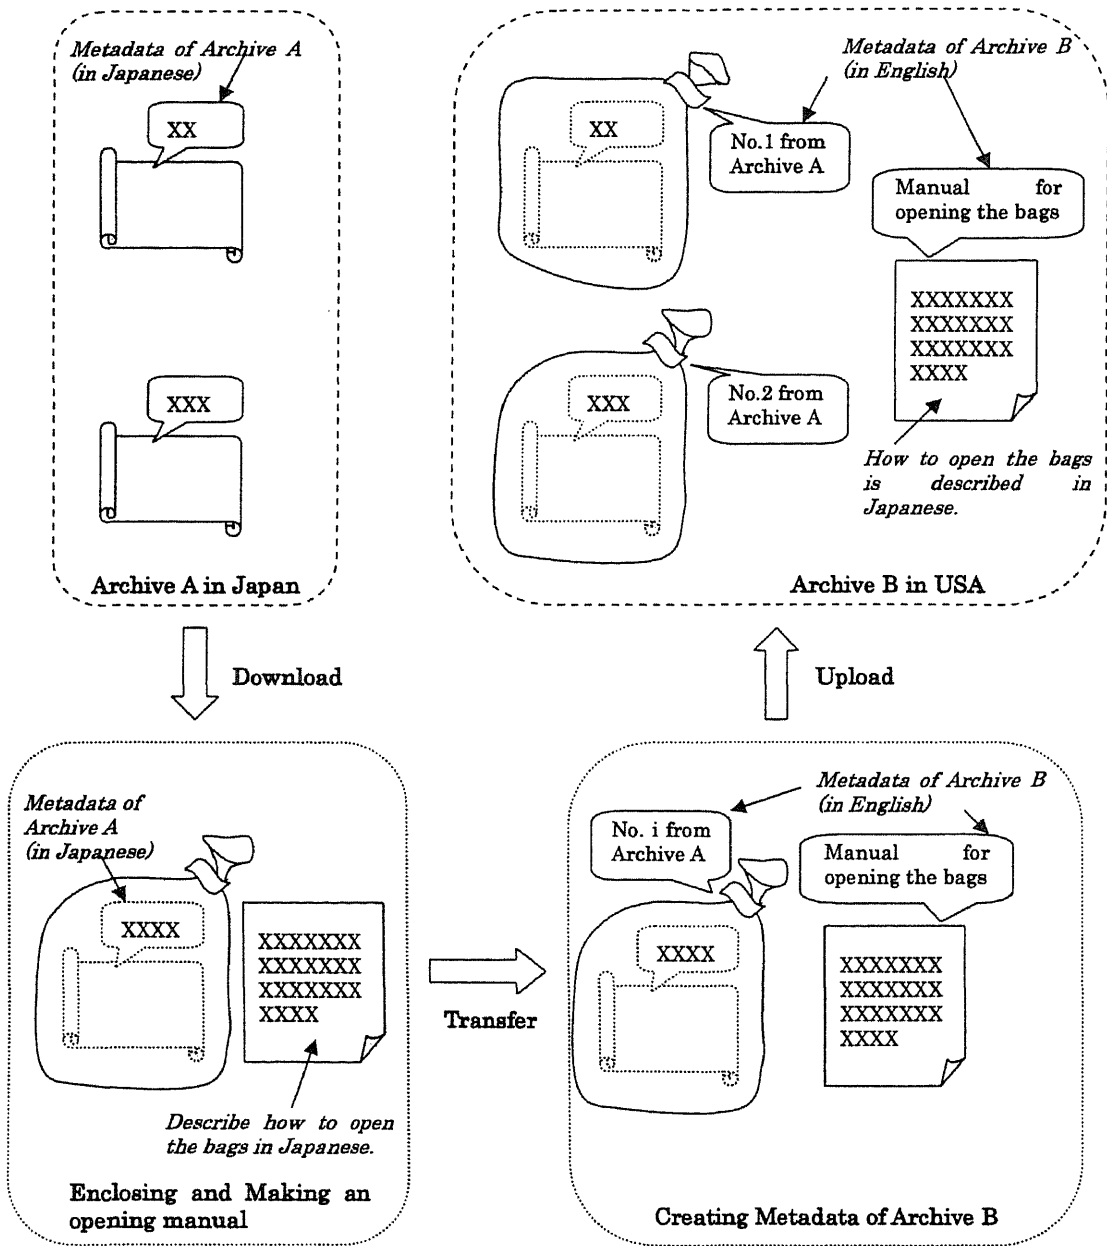 Metadata of Archive A
(in Japanese)
XX
XXX
Archive A in Japan
Metadata of Archive B
(in English)
XX
No.1 from
Archive A
Manual for
opening the bags
XXXXXXX
XXXXXXX
XXXXXXX
XXXX
XXX
No.2 from
Archive A
How to open the bags
is described in
Japanese.
Archive B in USA
Download
Upload
Metadata of
Archive A
(in Japanese)
XXXX
XXXXXXX
XXXXXXX
XXXXXXX
XXXX
Describe how to open
the bags in Japanese.
Enclosing and Making an
opening manual
Transfer
Metadata of Archive B
(in English)
No. i from
Archive A
Manual for
opening the bags
XXXX
XXXXXXX
XXXXXXX
XXXXXXX
XXXX
Creating Metadata of Archive B